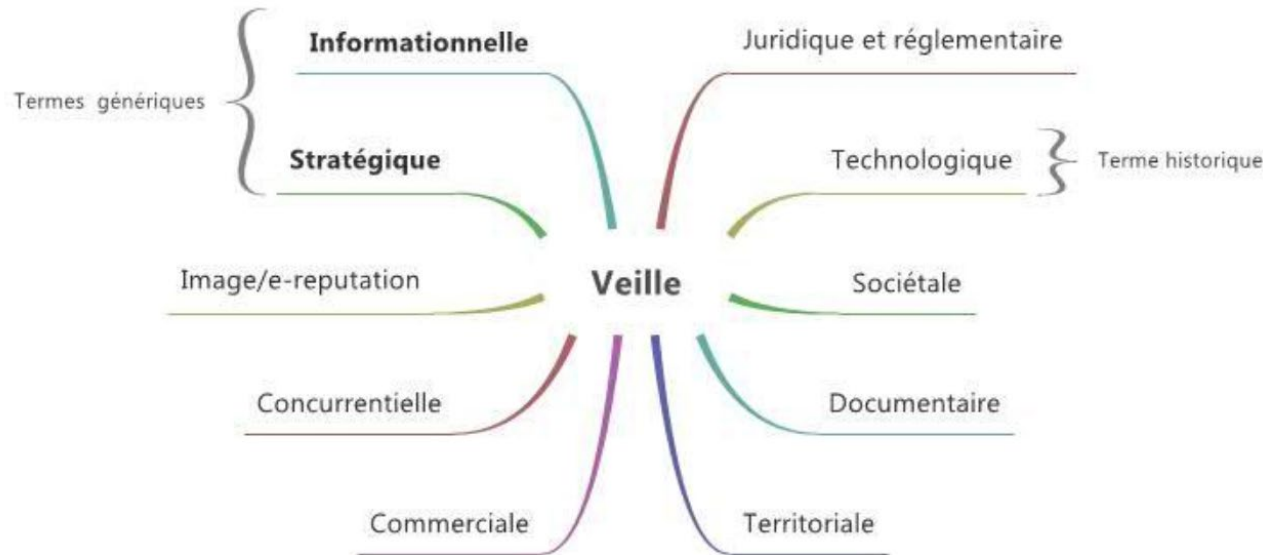 Informationnelle
Juridique et réglementaire
Termes génériques
Stratégique
Technologique
Terme historique
Image/e-reputation
Veille
Sociétale
Concurrentielle
Documentaire
Commerciale
Territoriale